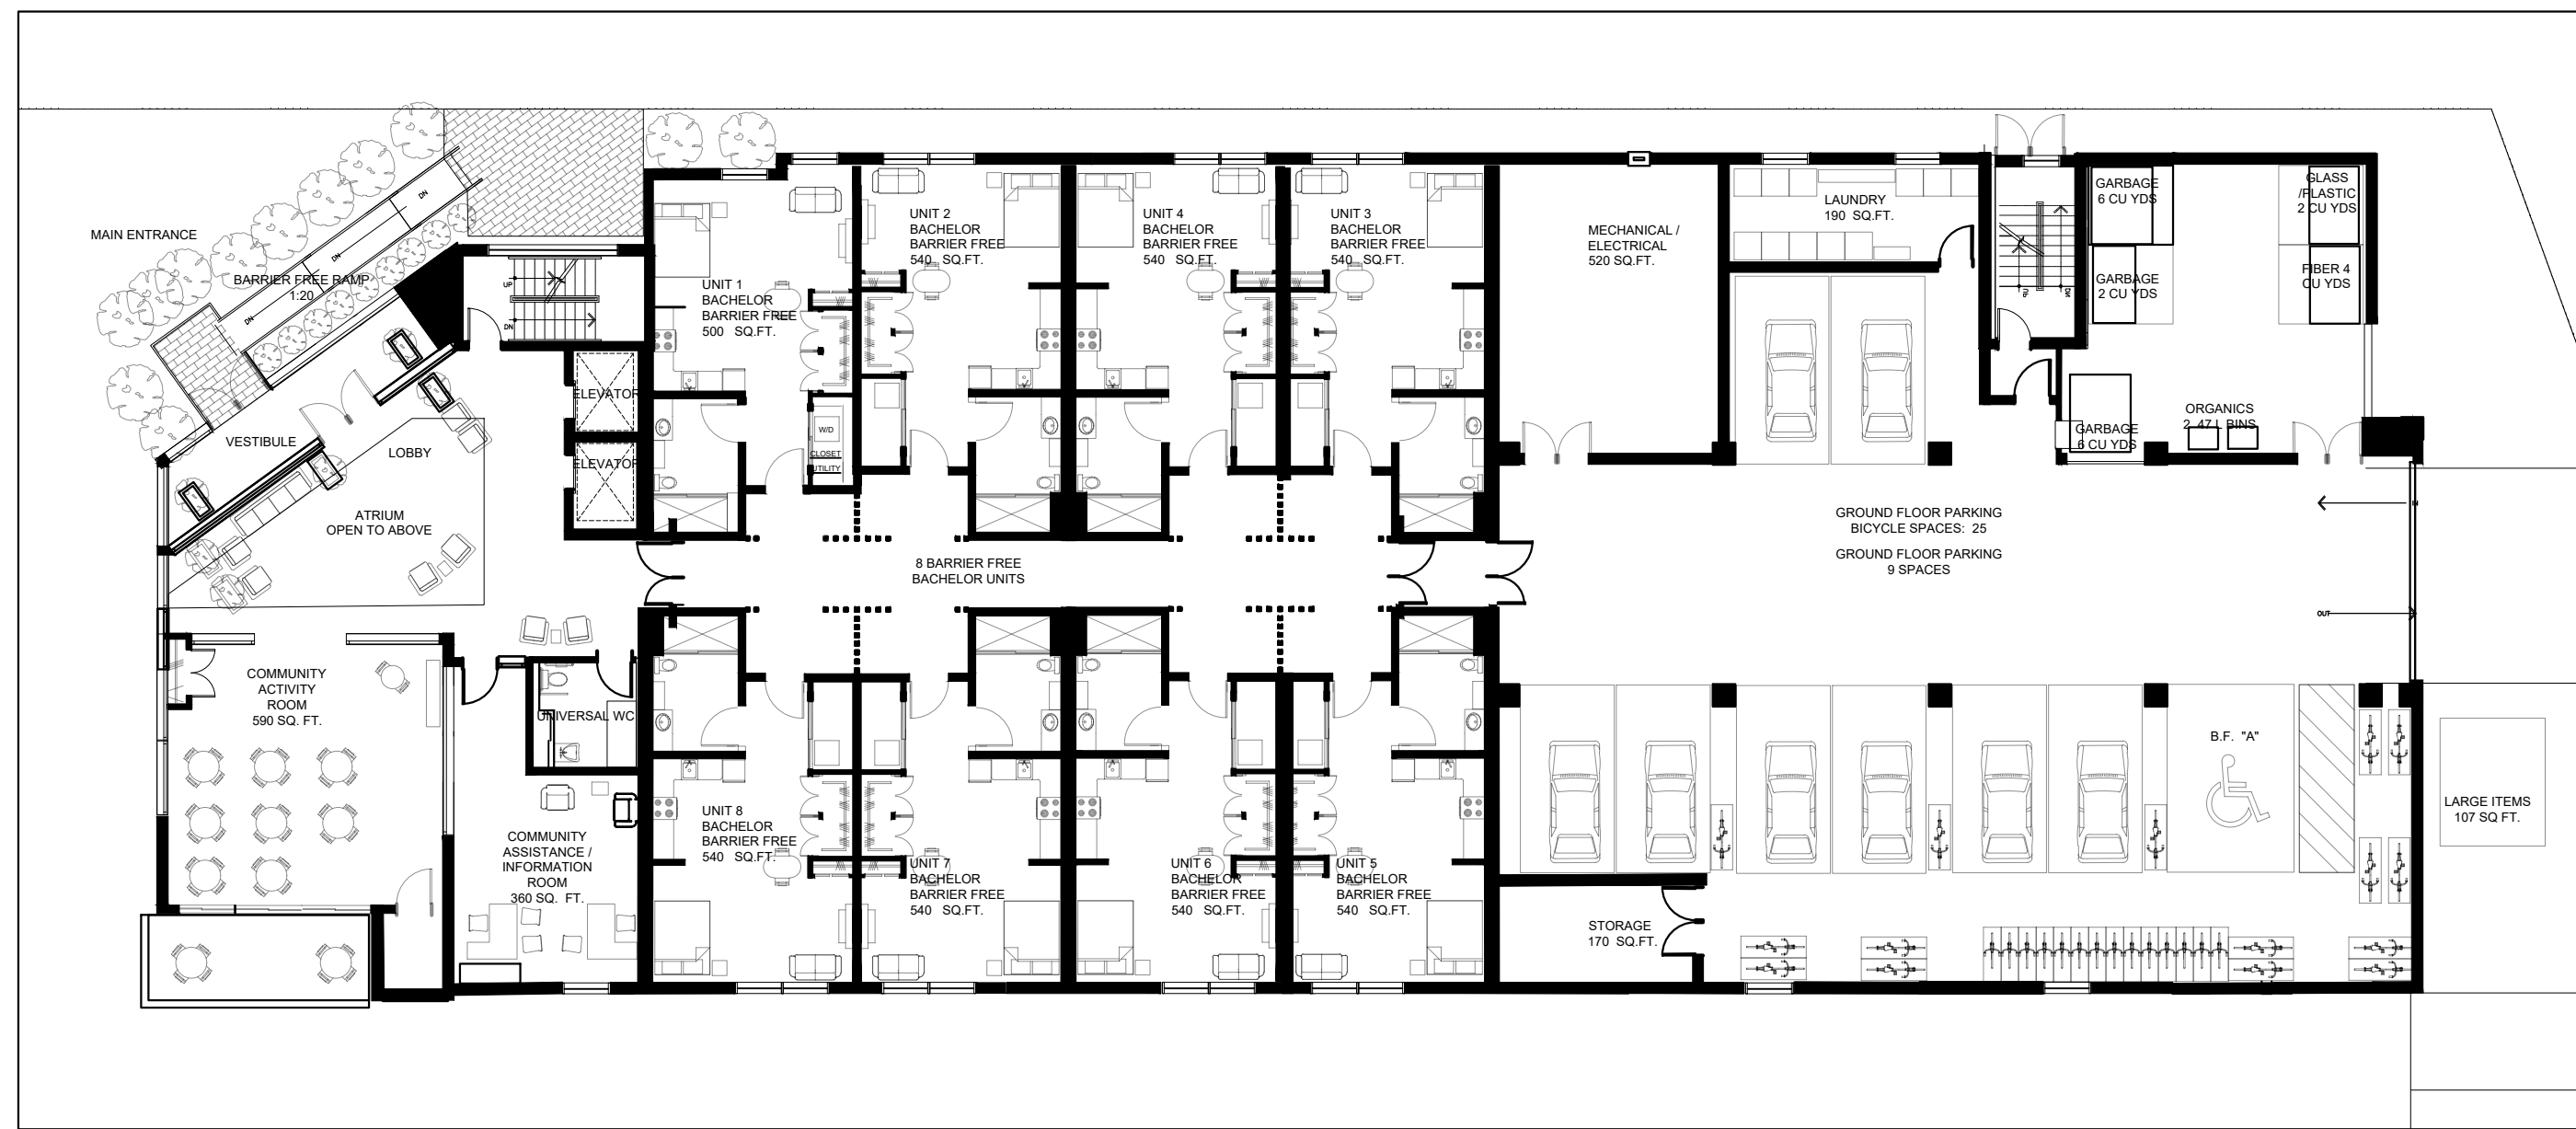 MAIN ENTRANCE
BARRIER FREE RAMP
1:20
DN
DN
DN
VESTIBULE
LOBBY
ATRIUM
OPEN TO ABOVE
UP
DN
ELEVATOR
ELEVATOR
COMMUNITY
ACTIVITY
ROOM
590 SQ. FT.
UNIVERSAL WC
COMMUNITY
ASSISTANCE /
INFORMATION
ROOM
360 SQ. FT.
UNIT 1
BACHELOR
BARRIER FREE
500 SQ.FT.
W/D
CLOSET
UTILITY
UNIT 2
BACHELOR
BARRIER FREE
540 SQ.FT.
UNIT 4
BACHELOR
BARRIER FREE
540 SQ.FT.
UNIT 3
BACHELOR
BARRIER FREE
540 SQ.FT.
8 BARRIER FREE
BACHELOR UNITS
UNIT 8
BACHELOR
BARRIER FREE
540 SQ.FT.
UNIT 7
BACHELOR
BARRIER FREE
540 SQ.FT.
UNIT 6
BACHELOR
BARRIER FREE
540 SQ.FT.
UNIT 5
BACHELOR
BARRIER FREE
540 SQ.FT.
MECHANICAL /
ELECTRICAL
520 SQ.FT.
LAUNDRY
190 SQ.FT.
UP
DN
GARBAGE
6 CU YDS
GARBAGE
2 CU YDS
GLASS
/PLASTIC
2 CU YDS
FIBER 4
CU YDS
GARBAGE
6 CU YDS
ORGANICS
2 47 L BINS
GROUND FLOOR PARKING
BICYCLE SPACES: 25
GROUND FLOOR PARKING
9 SPACES
OUT
B.F. "A"
STORAGE
170 SQ.FT.
LARGE ITEMS
107 SQ FT.